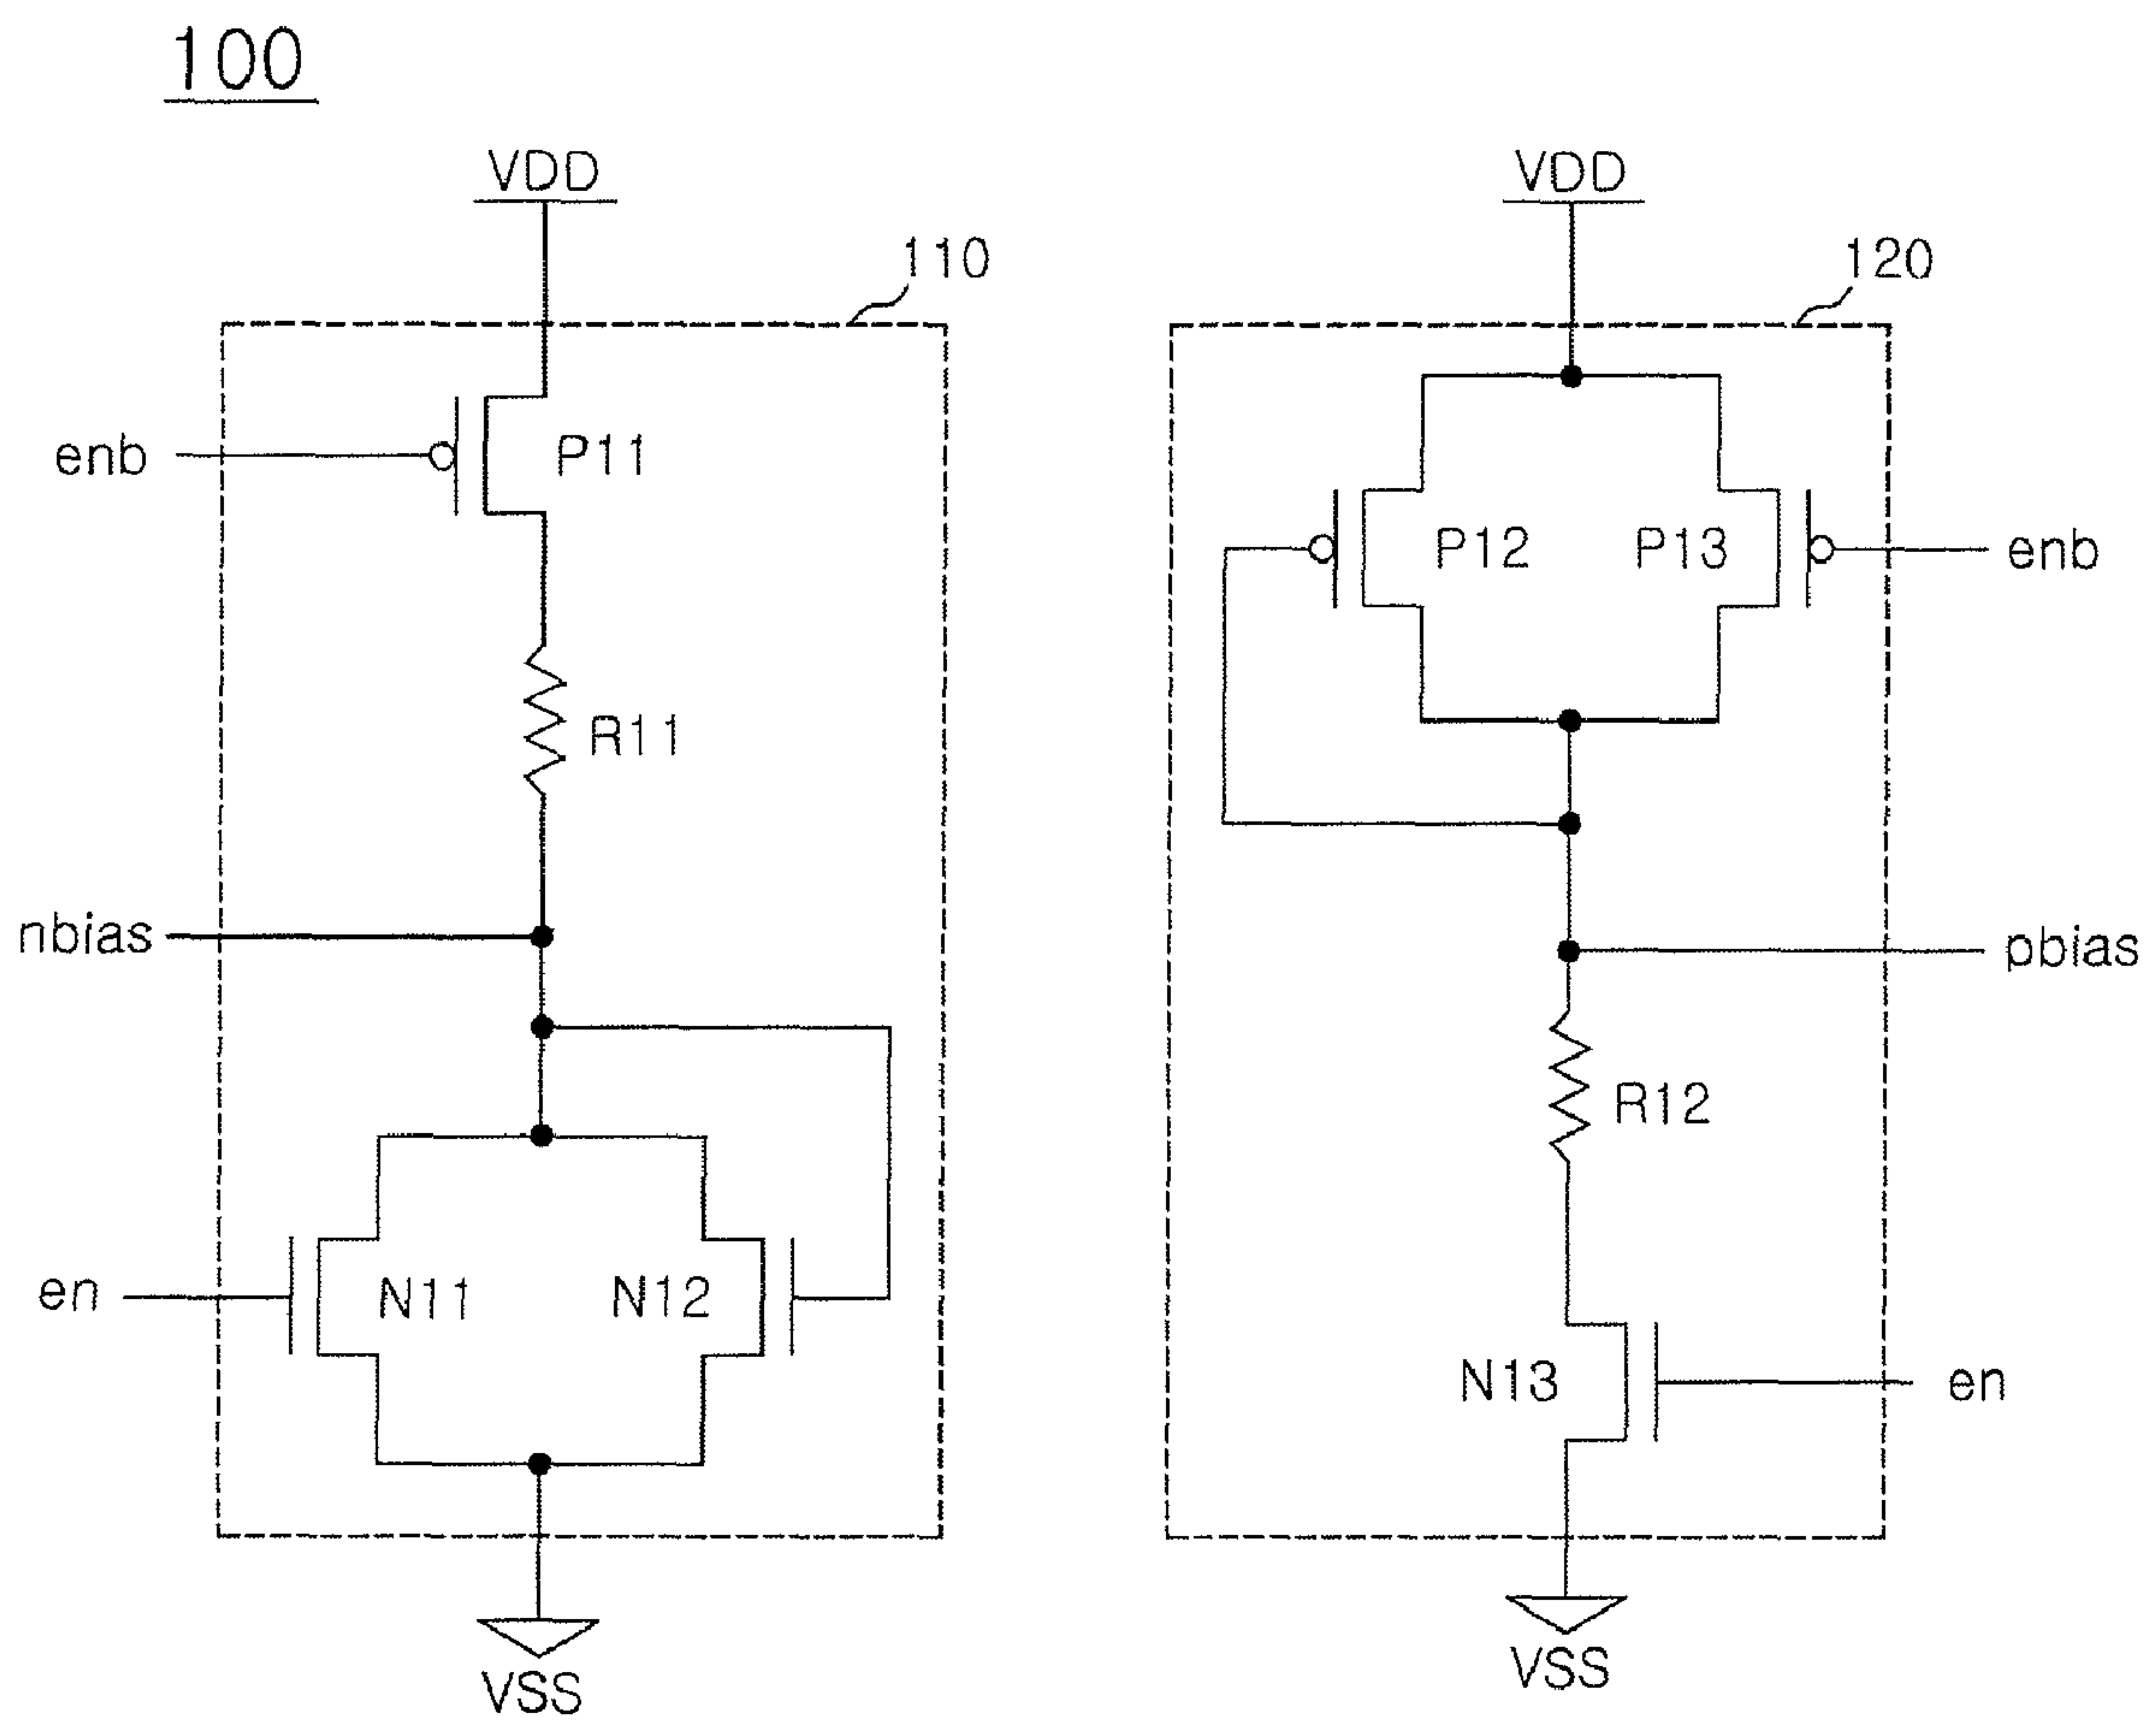 100
VDD
110
enb
P11
R11
nbias
en
N11
N12
VSS
VDD
120
P12
P13
enb
pbias
R12
N13
en
VSS